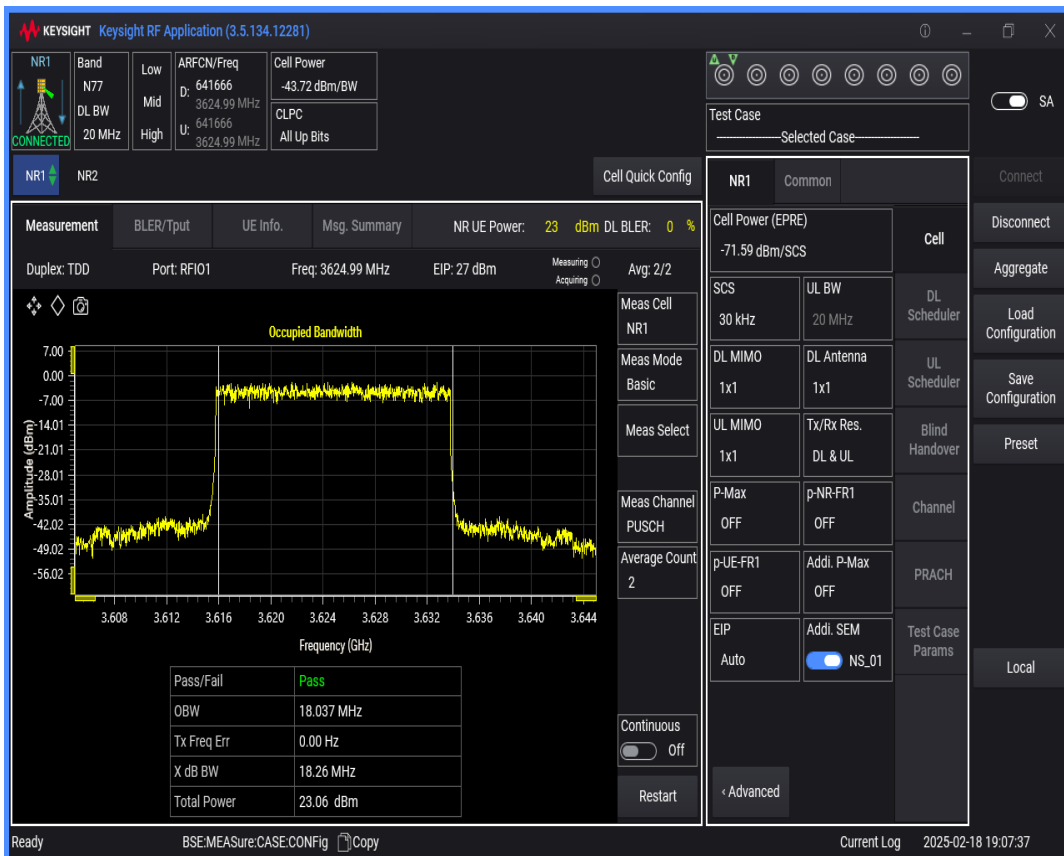 KEYSIGHT Keysight RF Application (3.5.134.12281)
NR1
CONNECTED
Band
N77
DL BW
20 MHz
Low
Mid
High
ARFCN/Freq
D: 641666
3624.99 MHz
U: 641666
3624.99 MHz
Cell Power
-43.72 dBm/BW
CLPC
All Up Bits
Test Case
--------------------Selected Case--------------------
SA
NR1
NR2
Cell Quick Config
Measurement
BLER/Tput
UE Info.
Msg. Summary
NR UE Power: 23 dBm DL BLER: 0 %
Duplex: TDD
Port: RFIO1
Freq: 3624.99 MHz
EIP: 27 dBm
Measuring
Acquiring
Avg: 2/2
Occupied Bandwidth
Amplitude (dBm)
7.00
0.00
-7.00
-14.01
-21.01
-28.01
-35.01
-42.02
-49.02
-56.02
3.608 3.612 3.616 3.620 3.624 3.628 3.632 3.636 3.640 3.644
Frequency (GHz)
Pass/Fail Pass
OBW 18.037 MHz
Tx Freq Err 0.00 Hz
X dB BW 18.26 MHz
Total Power 23.06 dBm
Meas Cell
NR1
Meas Mode
Basic
Meas Select
Meas Channel
PUSCH
Average Count
2
Continuous
Off
Restart
NR1
Common
Cell Power (EPRE)
-71.59 dBm/SCS
SCS
30 kHz
UL BW
20 MHz
DL MIMO
1x1
DL Antenna
1x1
UL MIMO
1x1
Tx/Rx Res.
DL & UL
P-Max
OFF
p-NR-FR1
OFF
p-UE-FR1
OFF
Addi. P-Max
OFF
EIP
Auto
Addi. SEM
NS_01
‹ Advanced
Cell
DL
Scheduler
UL
Scheduler
Blind
Handover
Channel
PRACH
Test Case
Params
Connect
Disconnect
Aggregate
Load
Configuration
Save
Configuration
Preset
Local
Ready
BSE:MEASure:CASE:CONFig Copy
Current Log
2025-02-18 19:07:37